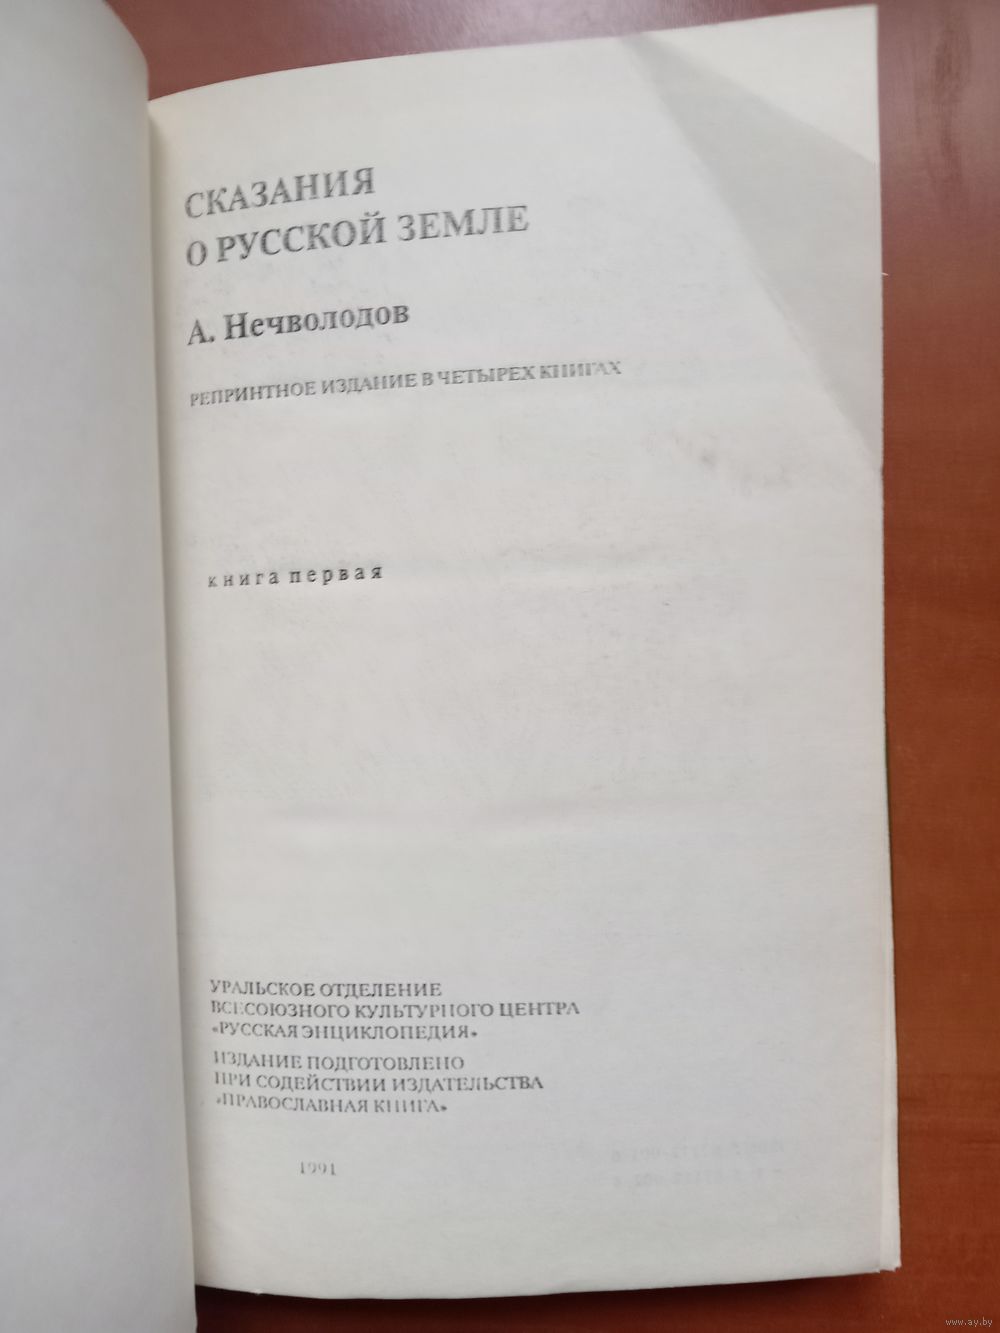 СКАЗАНИЯ
О РУССКОЙ ЗЕМЛЕ
А. Нечволодов
РЕПРИНТНОЕ ИЗДАНИЕ В ЧЕТЫРЕХ КНИГАХ
книга первая
УРАЛЬСКОЕ ОТДЕЛЕНИЕ
ВСЕСОЮЗНОГО КУЛЬТУРНОГО ЦЕНТРА
«РУССКАЯ ЭНЦИКЛОПЕДИЯ»
ИЗДАНИЕ ПОДГОТОВЛЕНО
ПРИ СОДЕЙСТВИИ ИЗДАТЕЛЬСТВА
«ПРАВОСЛАВНАЯ КНИГА»
1991
www.ay.by